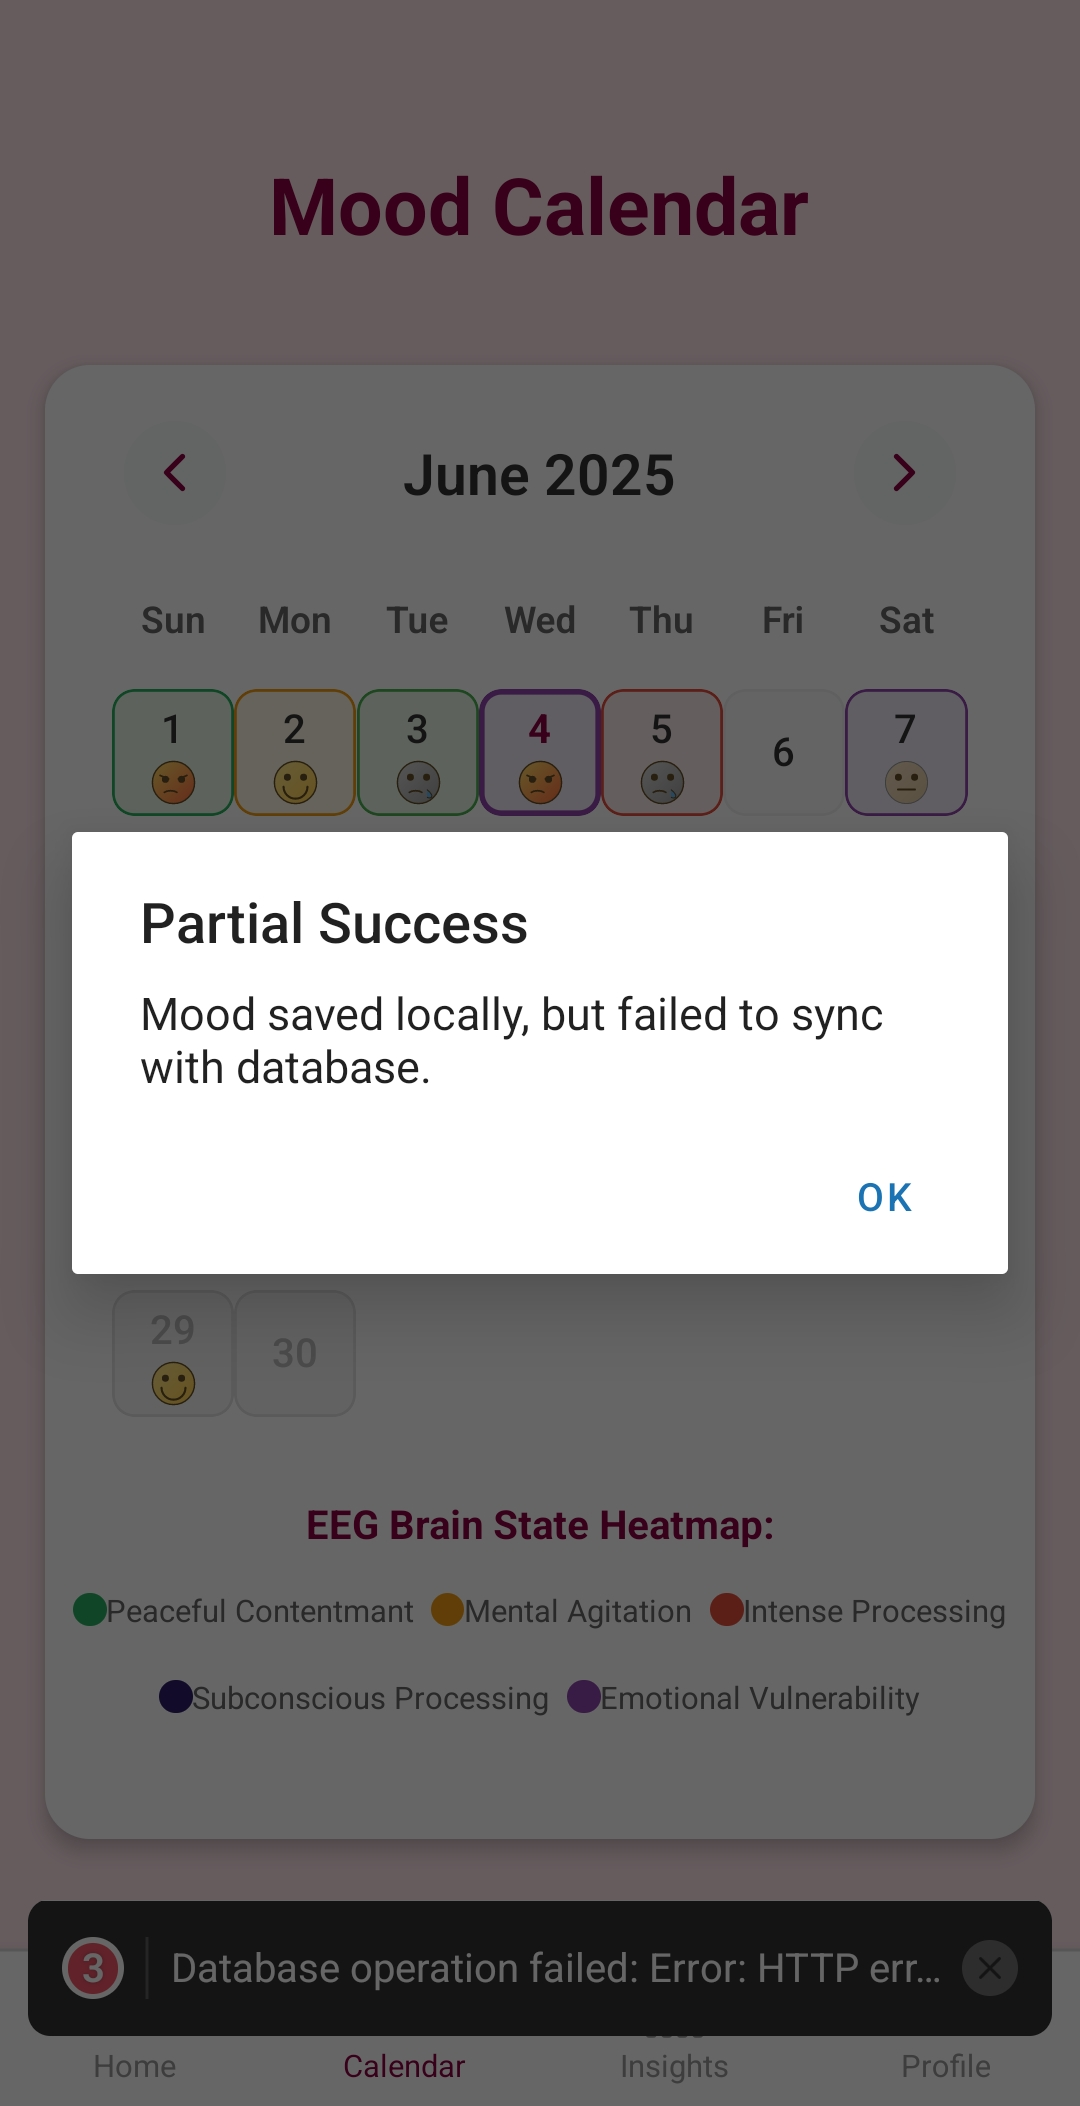 Mood Calendar
June 2025
Sun Mon Tue Wed Thu Fri Sat
1 2 3 4 5 6 7
Partial Success
Mood saved locally, but failed to sync
with database.
OK
29 30
EEG Brain State Heatmap:
Peaceful Contentmant Mental Agitation Intense Processing
Subconscious Processing Emotional Vulnerability
3 Database operation failed: Error: HTTP err...
Home Calendar Insights Profile